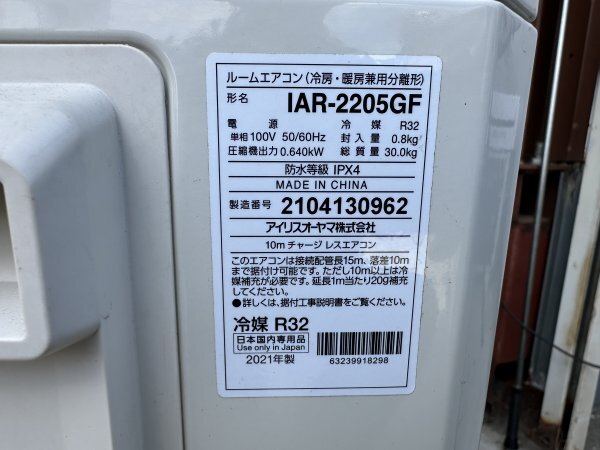 ルームエアコン(冷房・暖房兼用分離形)
形名 IAR-2205GF
電源 冷媒 R32
単相100V 50/60Hz 封入量 0.8kg
圧縮機出力 0.640kW 総質量 30.0kg
防水等級 IPX4
MADE IN CHINA
製造番号 2104130962
アイリスオーヤマ株式会社
10mチャージレスエアコン
このエアコンは接続配管長15m、落差10m
まで据付け可能です。ただし10m以上は冷
媒補充が必要です。延長1m当たり20g補充
してください。
●詳しくは、据付工事説明書をご覧ください。
冷媒 R32
日本国内専用品
Use only in Japan
2021年製
63239918298